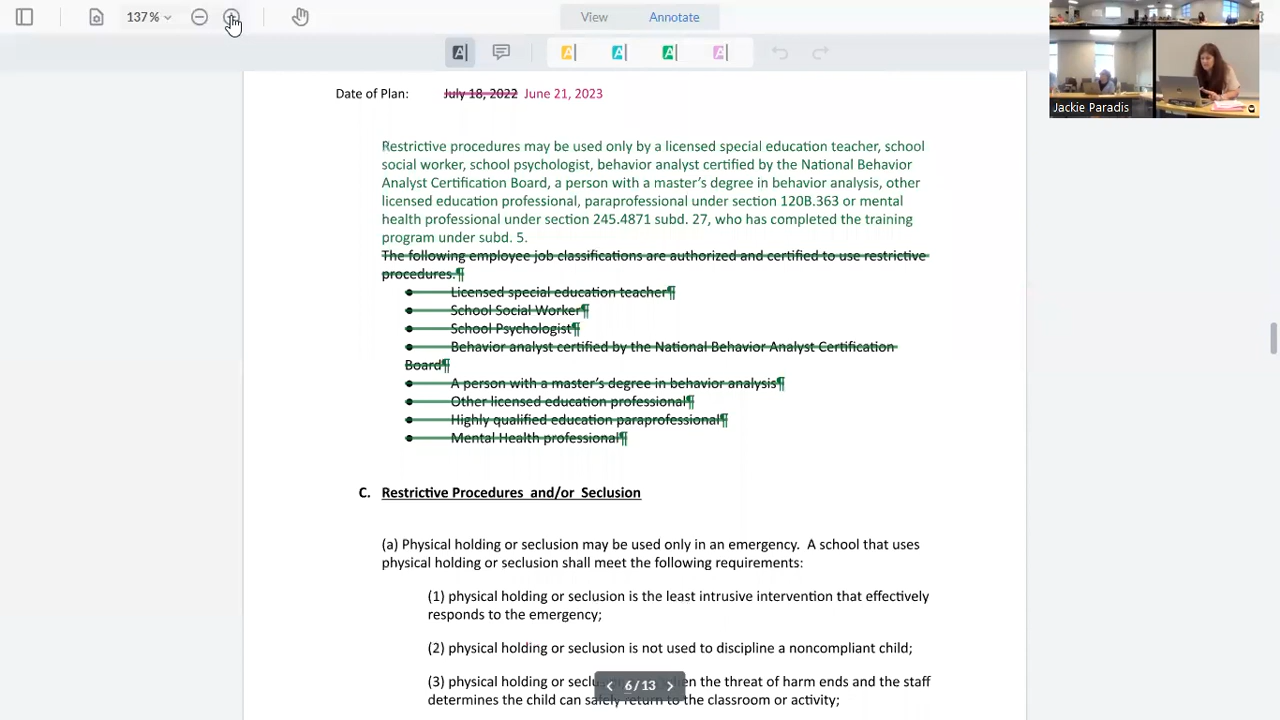 137%
View
Annotate
Jackie Paradis
Date of Plan: July 18, 2022 June 21, 2023
Restrictive procedures may be used only by a licensed special education teacher, school
social worker, school psychologist, behavior analyst certified by the National Behavior
Analyst Certification Board, a person with a master's degree in behavior analysis, other
licensed education professional, paraprofessional under section 120B.363 or mental
health professional under section 245.4871 subd. 27, who has completed the training
program under subd. 5.
The following employee job classifications are authorized and certified to use restrictive
procedures.¶
• Licensed special education teacher¶
• School Social Worker¶
• School Psychologist¶
• Behavior analyst certified by the National Behavior Analyst Certification
Board¶
• A person with a master's degree in behavior analysis¶
• Other licensed education professional¶
• Highly qualified education paraprofessional¶
• Mental Health professional¶
C. Restrictive Procedures and/or Seclusion
(a) Physical holding or seclusion may be used only in an emergency. A school that uses
physical holding or seclusion shall meet the following requirements:
(1) physical holding or seclusion is the least intrusive intervention that effectively
responds to the emergency;
(2) physical holding or seclusion is not used to discipline a noncompliant child;
(3) physical holding or the threat of harm ends and the staff
determines the child can safely return to the classroom or activity;
6/13